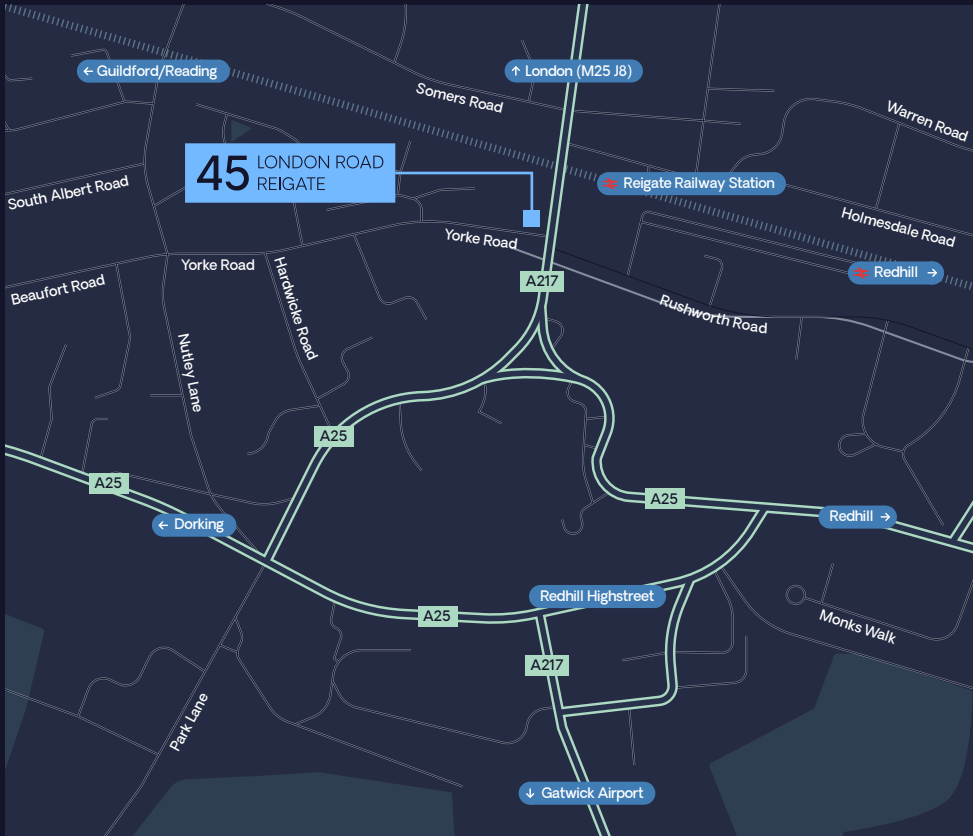 ← Guildford/Reading
↑ London (M25 J8)
Somers Road
Warren Road
45 LONDON ROAD
REIGATE
South Albert Road
Reigate Railway Station
Holmesdale Road
Yorke Road
Yorke Road
Redhill →
A217
Beaufort Road
Hardwicke Road
Rushworth Road
Nutley Lane
A25
A25
A25
Redhill →
← Dorking
Redhill Highstreet
A25
Monks Walk
A217
Park Lane
↓ Gatwick Airport